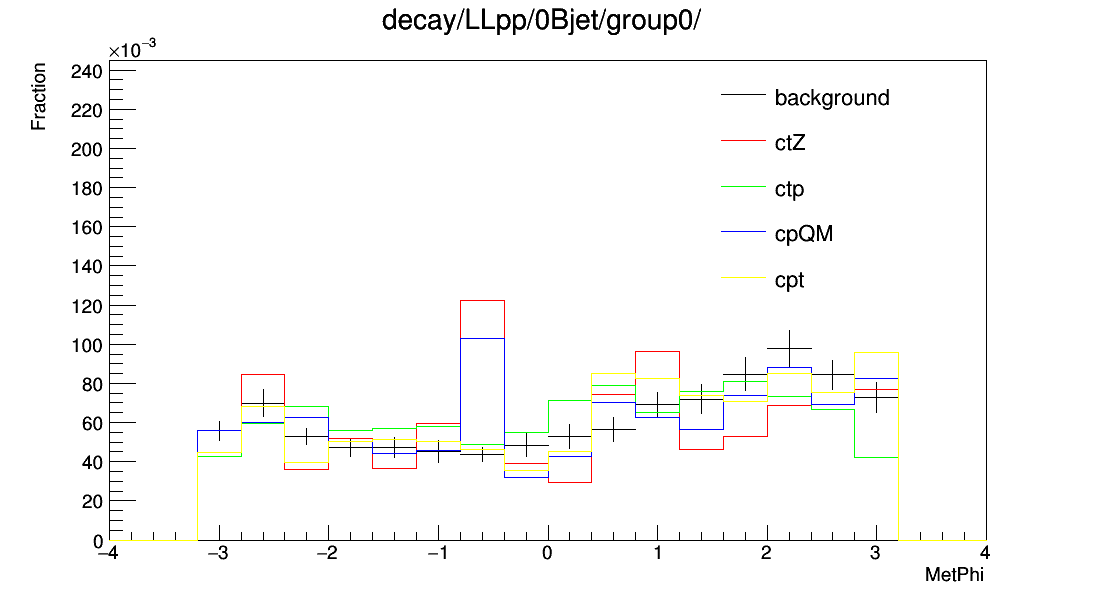 decay/LLpp/0Bjet/group0/
×10⁻³
Fraction
240
220
200
180
160
140
120
100
80
60
40
20
0
background
ctZ
ctp
cpQM
cpt
−4 −3 −2 −1 0 1 2 3 4
MetPhi